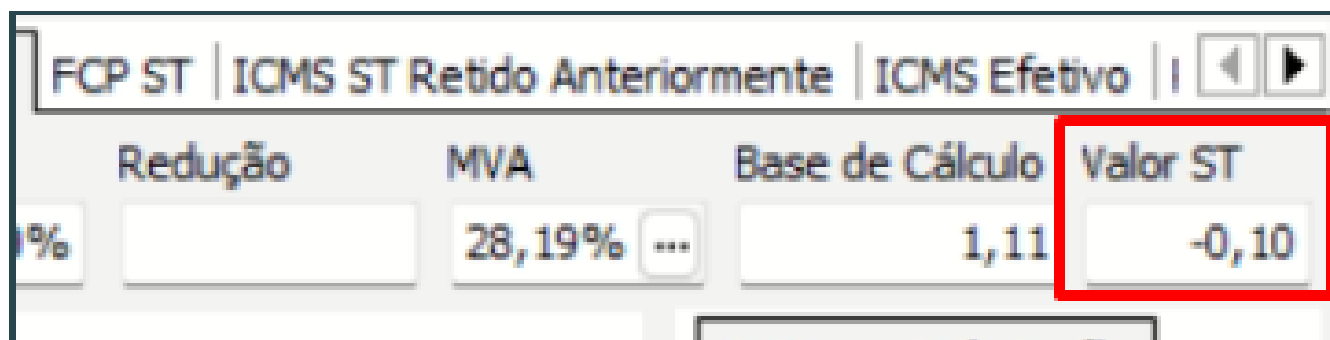 FCP ST ICMS ST Retido Anteriormente ICMS Efetivo
Redução MVA Base de Cálculo Valor ST
% 28,19% ... 1,11 -0,10